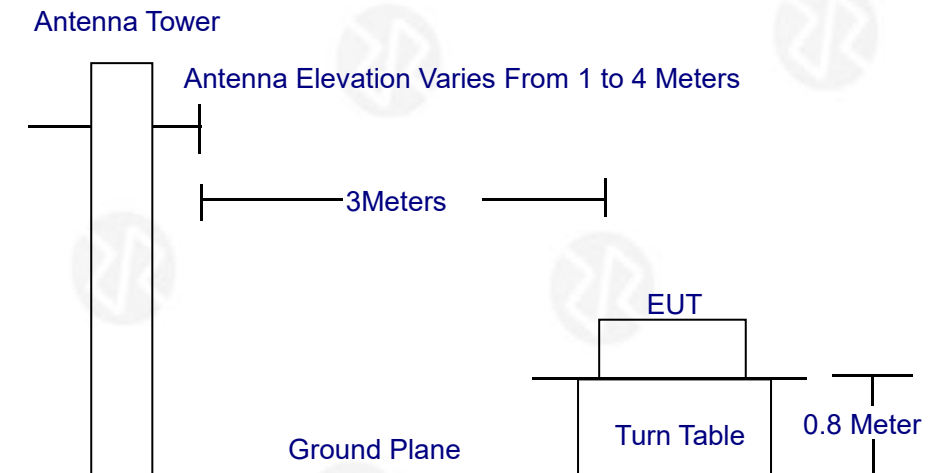 Antenna Tower
Antenna Elevation Varies From 1 to 4 Meters
3Meters
EUT
Turn Table
0.8 Meter
Ground Plane